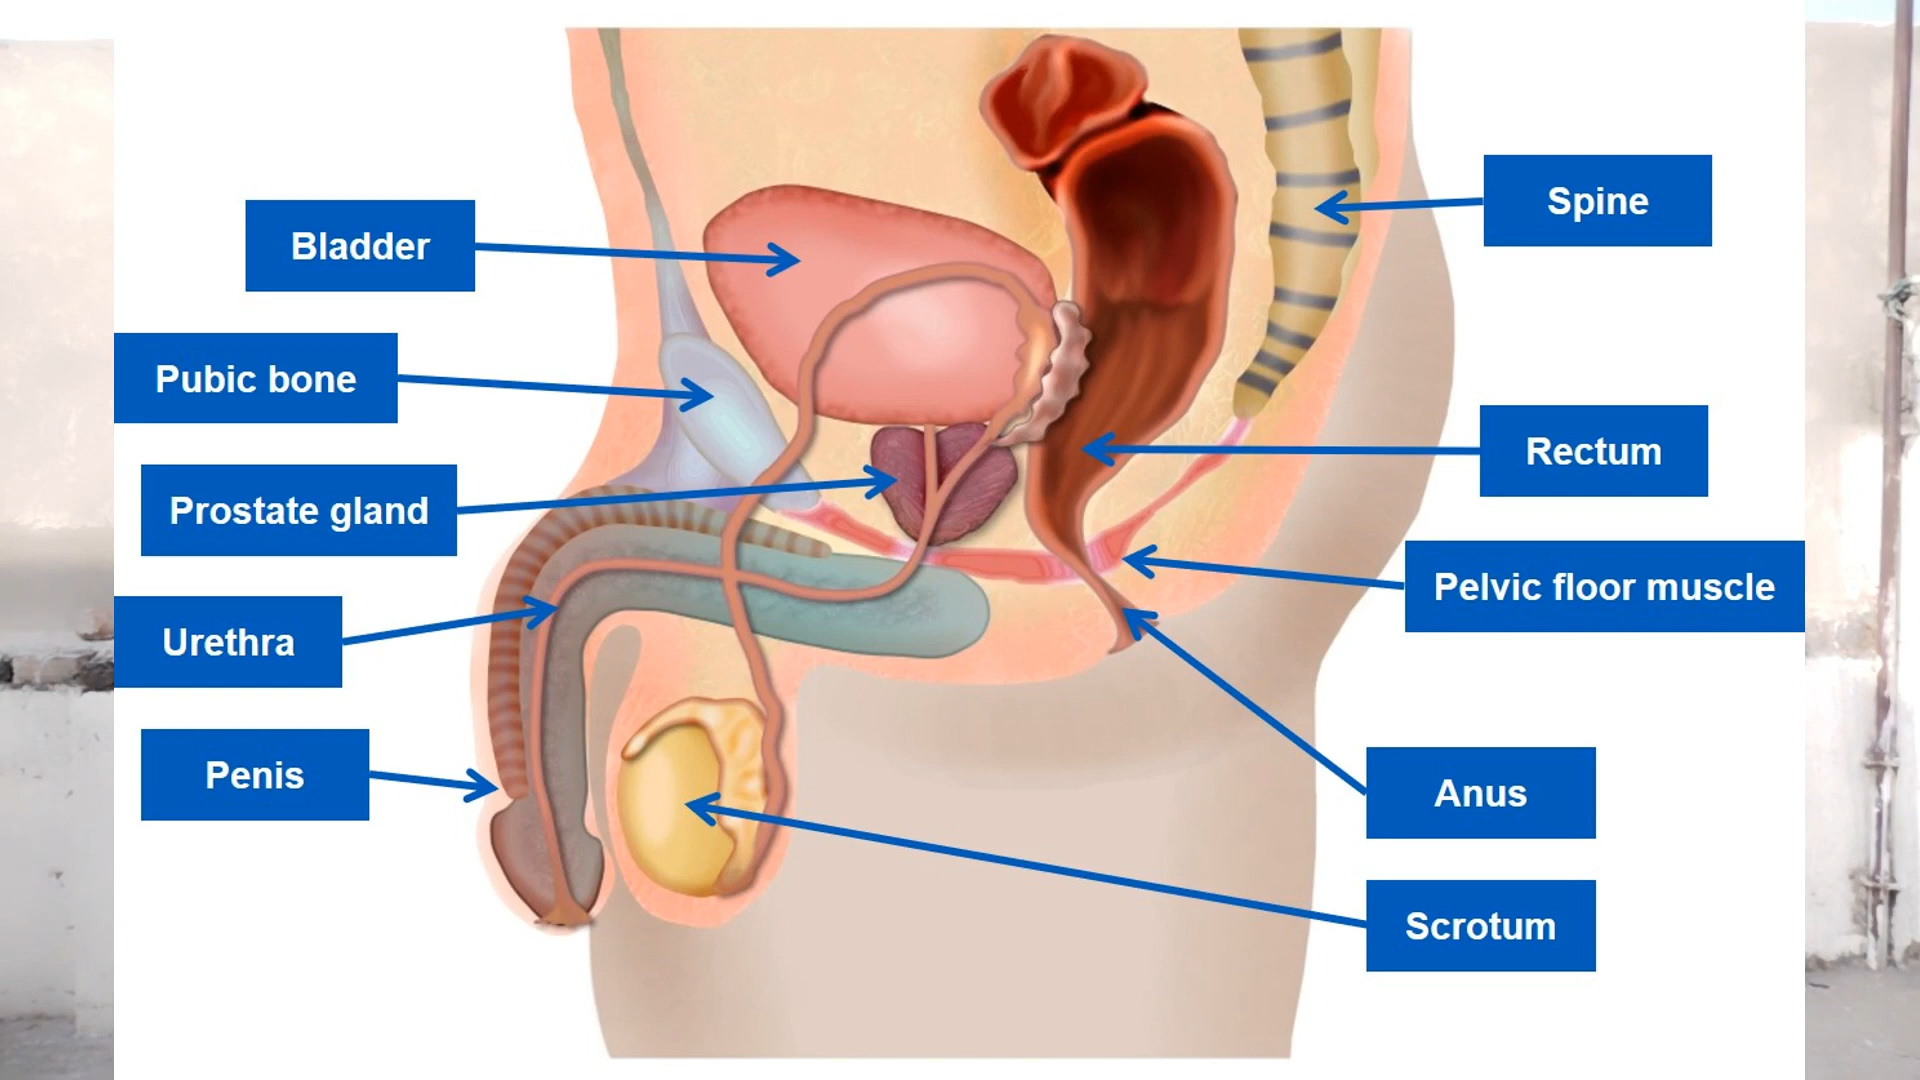 Bladder
Pubic bone
Prostate gland
Urethra
Penis
Spine
Rectum
Pelvic floor muscle
Anus
Scrotum